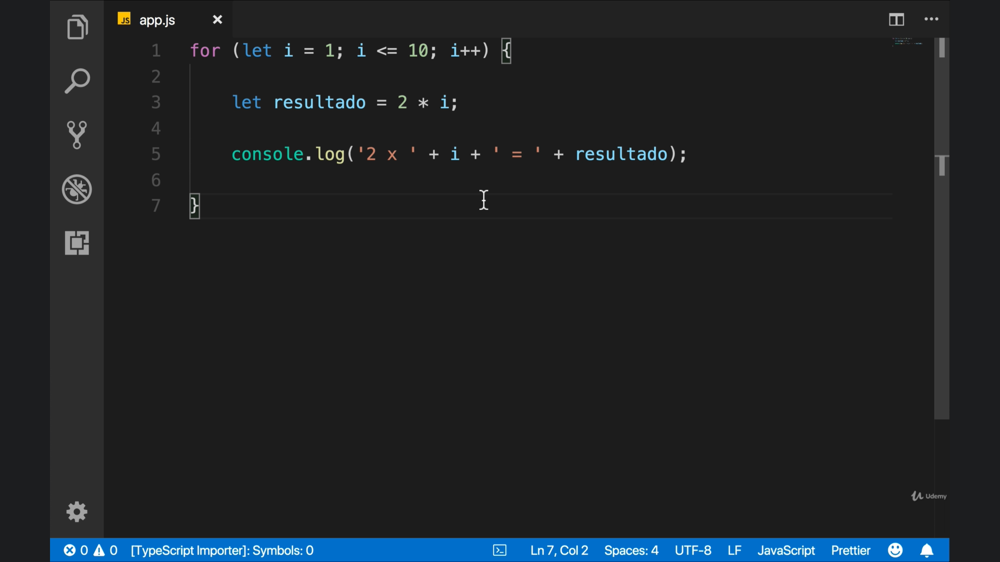 JS app.js
1 for (let i = 1; i <= 10; i++) {
2
3 let resultado = 2 * i;
4
5 console.log('2 x ' + i + ' = ' + resultado);
6
7 }
Udemy
0 0 [TypeScript Importer]: Symbols: 0 Ln 7, Col 2 Spaces: 4 UTF-8 LF JavaScript Prettier